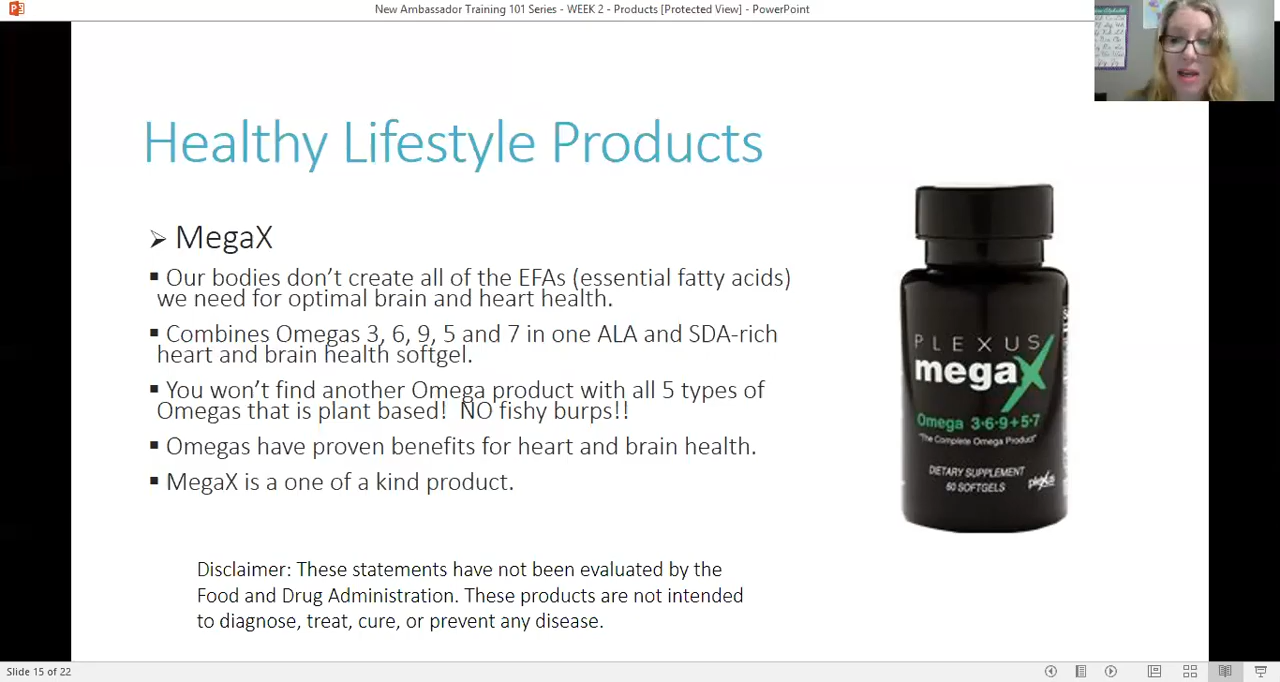 New Ambassador Training 101 Series - WEEK 2 - Products [Protected View] - PowerPoint
Healthy Lifestyle Products
MegaX
Our bodies don't create all of the EFAs (essential fatty acids)
we need for optimal brain and heart health.
Combines Omegas 3, 6, 9, 5 and 7 in one ALA and SDA-rich
heart and brain health softgel.
You won't find another Omega product with all 5 types of
Omegas that is plant based!  NO fishy burps!!
Omegas have proven benefits for heart and brain health.
MegaX is a one of a kind product.
PLEXUS
megaX
Omega 3·6·9+5·7
"The Complete Omega Product"
DIETARY SUPPLEMENT
60 SOFTGELS
plexus
Disclaimer: These statements have not been evaluated by the
Food and Drug Administration. These products are not intended
to diagnose, treat, cure, or prevent any disease.
Slide 15 of 22